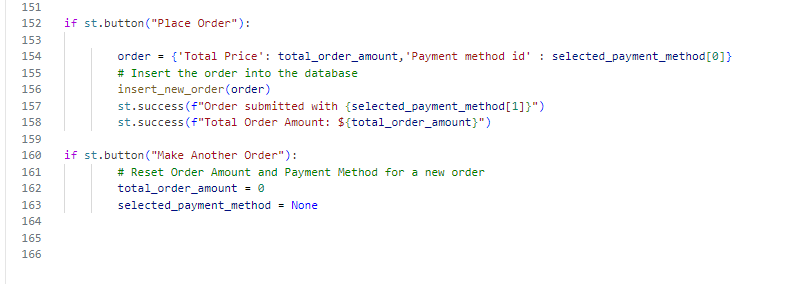 151
152 if st.button("Place Order"):
153
154 order = {'Total Price': total_order_amount,'Payment method id' : selected_payment_method[0]}
155 # Insert the order into the database
156 insert_new_order(order)
157 st.success(f"Order submitted with {selected_payment_method[1]}")
158 st.success(f"Total Order Amount: ${total_order_amount}")
159
160 if st.button("Make Another Order"):
161 # Reset Order Amount and Payment Method for a new order
162 total_order_amount = 0
163 selected_payment_method = None
164
165
166